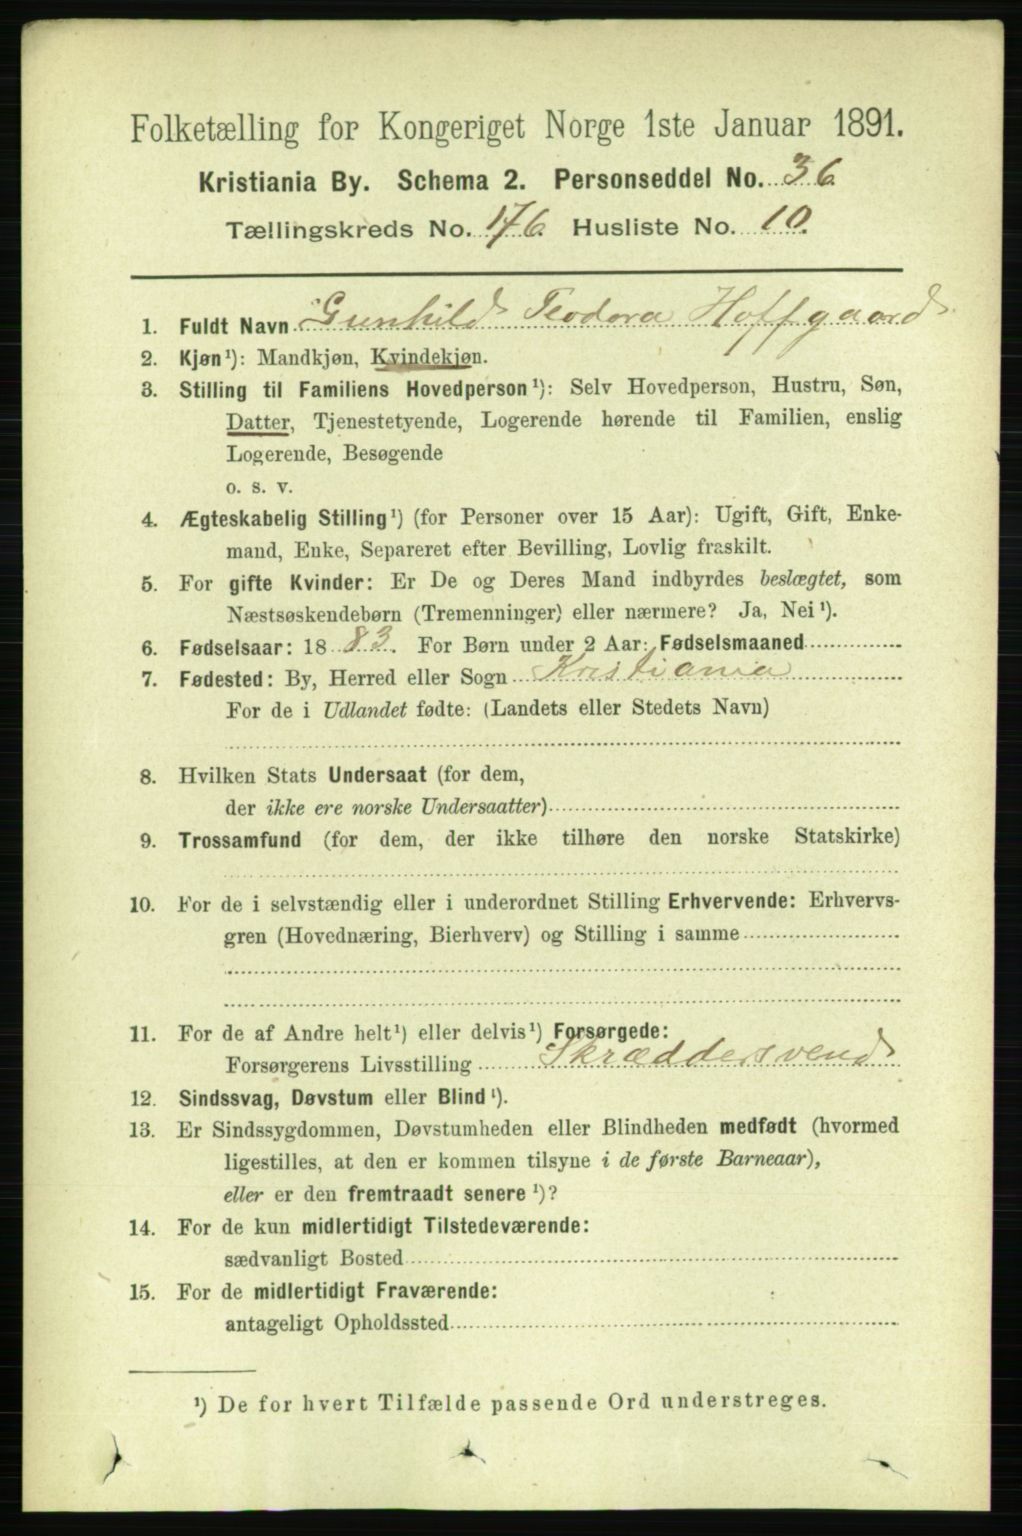 Folketælling for Kongeriget Norge 1ste Januar 1891.
Kristiania By. Schema 2. Personseddel No. 36
Tællingskreds No. 176. Husliste No. 10.
1. Fuldt Navn Gunhild Teodora Hoffgaard
2. Kjøn¹): Mandkjøn, Kvindekjøn.
3. Stilling til Familiens Hovedperson¹): Selv Hovedperson, Hustru, Søn,
Datter, Tjenestetyende, Logerende hørende til Familien, enslig
Logerende, Besøgende
o. s. v.
4. Ægteskabelig Stilling¹) (for Personer over 15 Aar): Ugift, Gift, Enke-
mand, Enke, Separeret efter Bevilling, Lovlig fraskilt.
5. For gifte Kvinder: Er De og Deres Mand indbyrdes beslægtet, som
Næstsøskendebørn (Tremenninger) eller nærmere? Ja, Nei¹).
6. Fødselsaar: 1883. For Børn under 2 Aar: Fødselsmaaned
7. Fødested: By, Herred eller Sogn Kristiania
For de i Udlandet fødte: (Landets eller Stedets Navn)
8. Hvilken Stats Undersaat (for dem,
der ikke ere norske Undersaatter)
9. Trossamfund (for dem, der ikke tilhøre den norske Statskirke)
10. For de i selvstændig eller i underordnet Stilling Erhvervende: Erhvervs-
gren (Hovednæring, Bierhverv) og Stilling i samme
11. For de af Andre helt¹) eller delvis¹) Forsørgede:
Forsørgerens Livsstilling Skræddersvend
12. Sindssvag, Døvstum eller Blind¹).
13. Er Sindssygdommen, Døvstumheden eller Blindheden medfødt (hvormed
ligestilles, at den er kommen tilsyne i de første Barneaar),
eller er den fremtraadt senere¹)?
14. For de kun midlertidigt Tilstedeværende:
sædvanligt Bosted
15. For de midlertidigt Fraværende:
antageligt Opholdssted
¹) De for hvert Tilfælde passende Ord understreges.